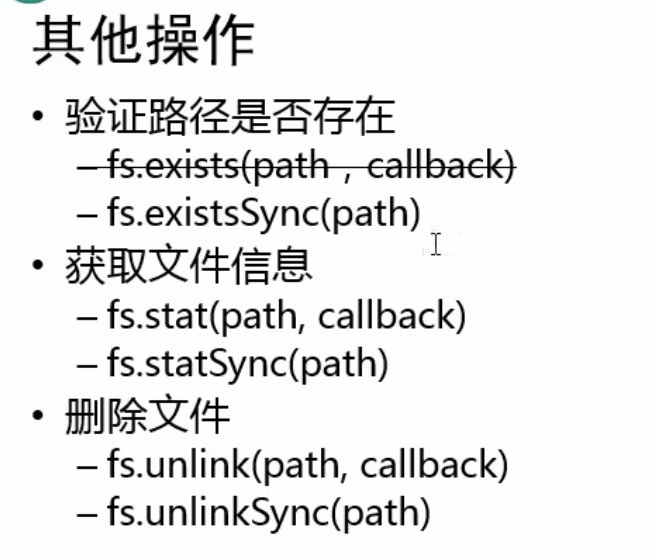 其他操作
• 验证路径是否存在
– fs.exists(path , callback)
– fs.existsSync(path)
• 获取文件信息
– fs.stat(path, callback)
– fs.statSync(path)
• 删除文件
– fs.unlink(path, callback)
– fs.unlinkSync(path)